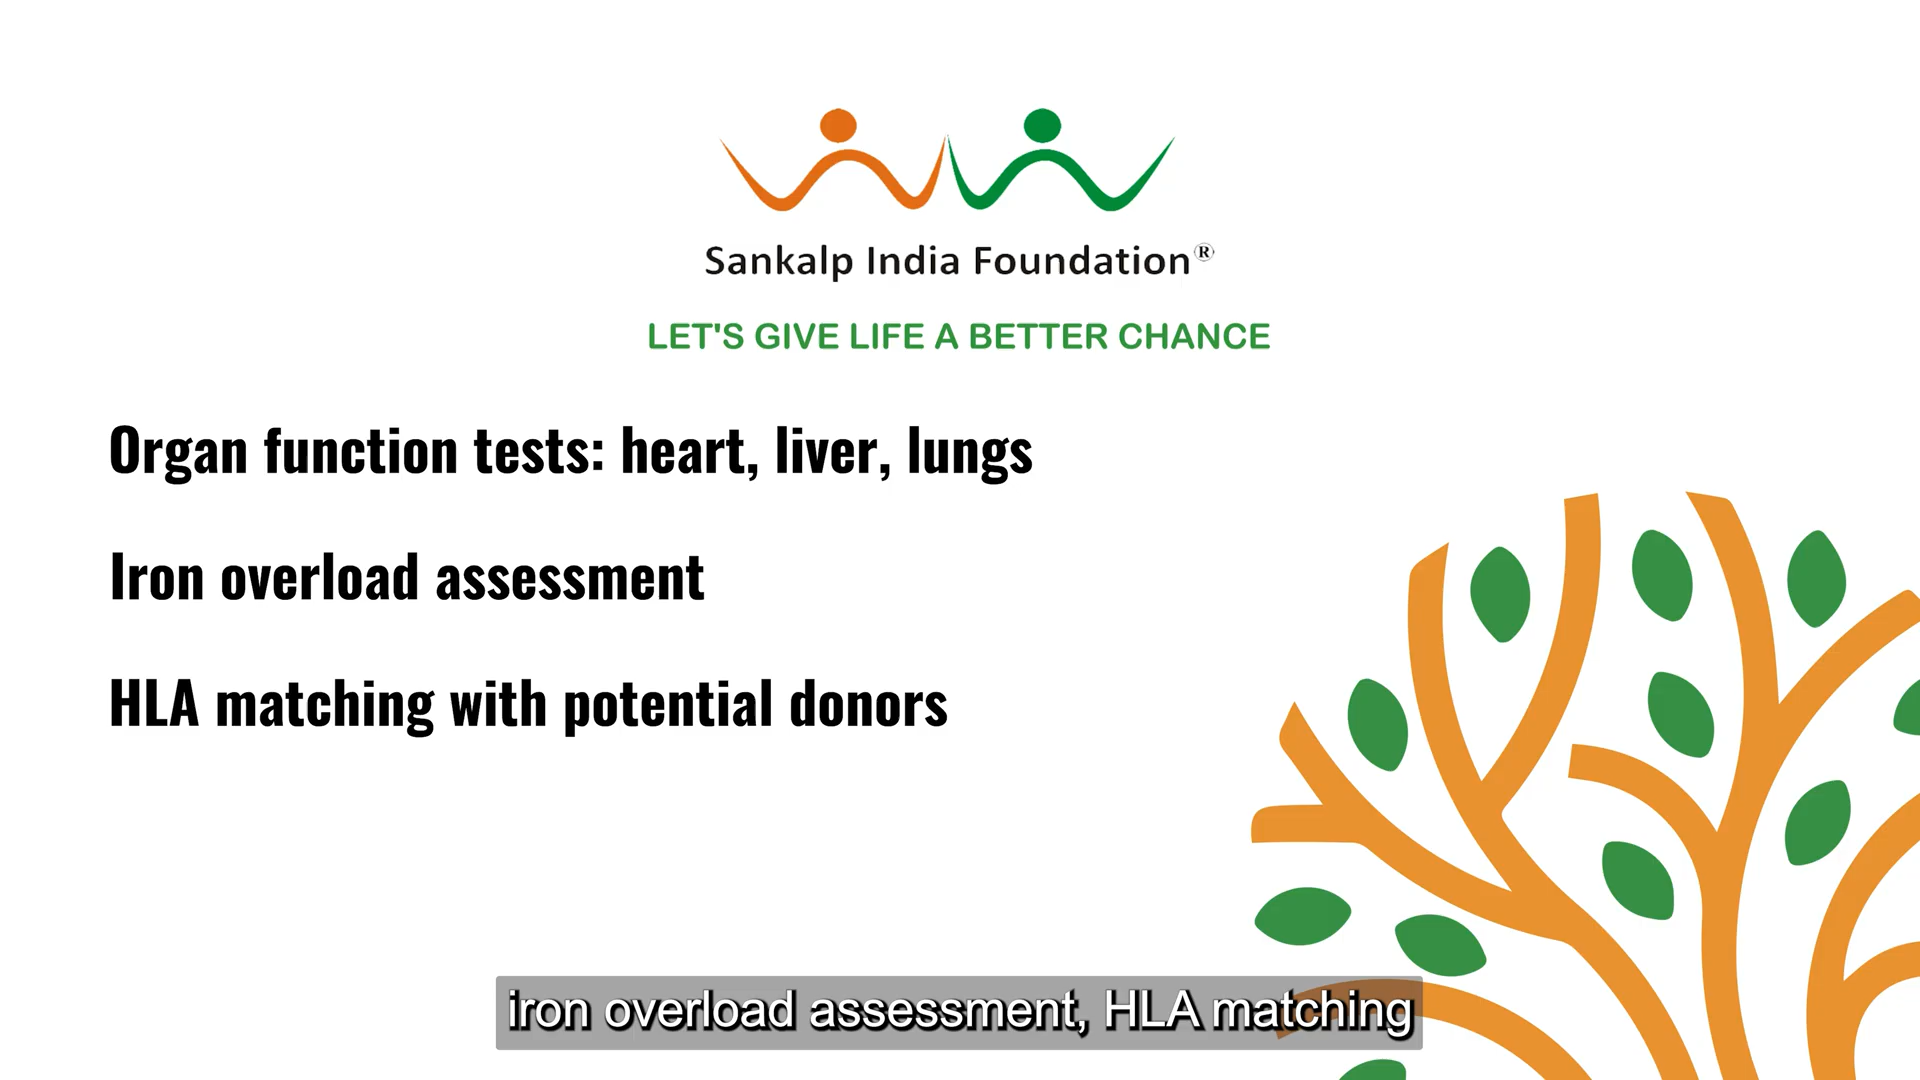 Sankalp India Foundation®
LET'S GIVE LIFE A BETTER CHANCE
Organ function tests: heart, liver, lungs
Iron overload assessment
HLA matching with potential donors
iron overload assessment, HLA matching